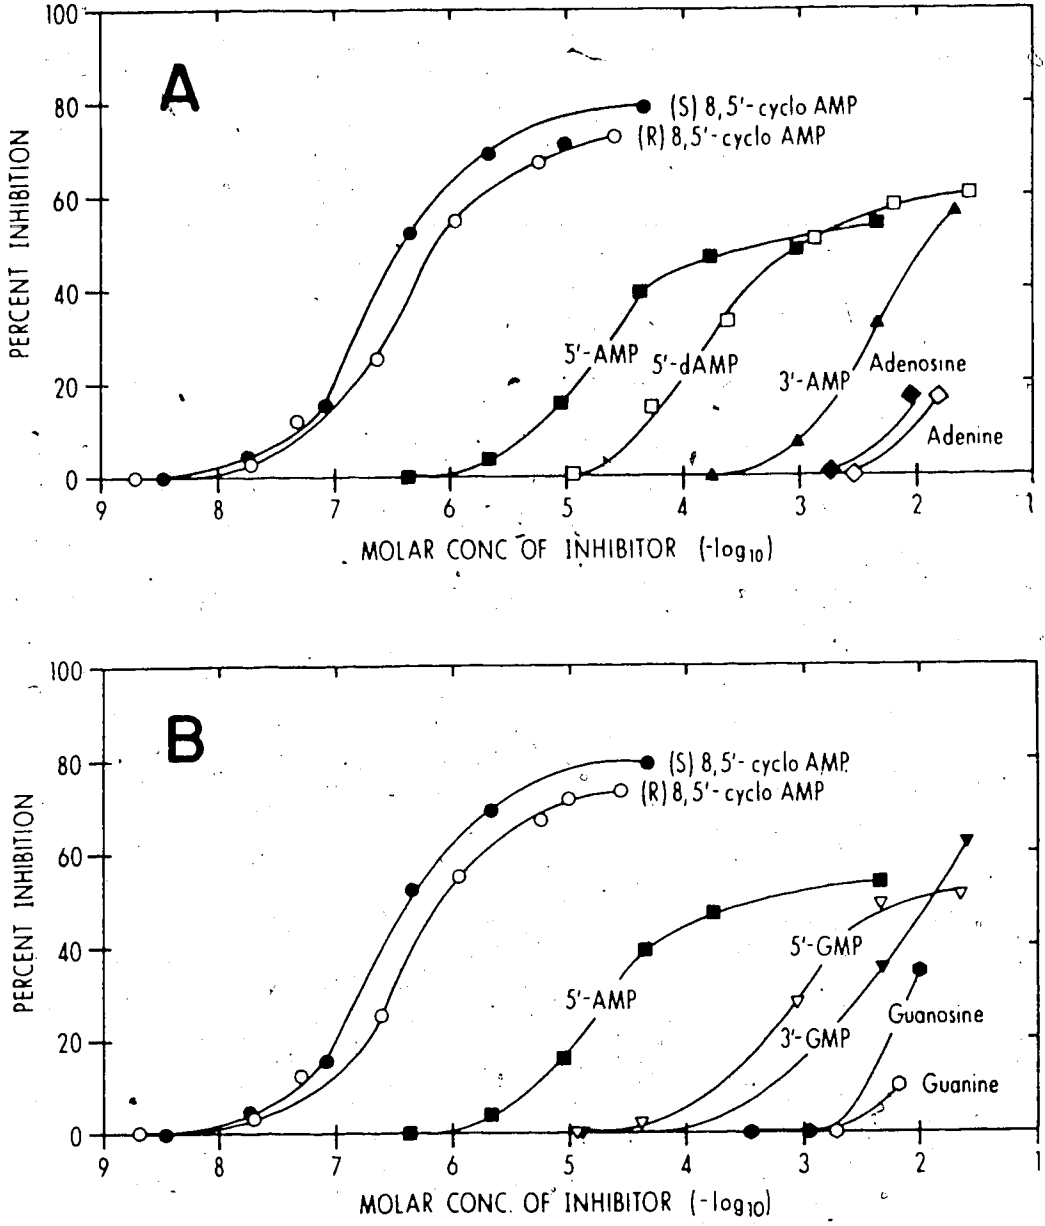 100
A
80
(S) 8,5'-cyclo AMP
(R) 8,5'-cyclo AMP
60
40
20
0
PERCENT INHIBITION
5'-AMP
5'-dAMP
3'-AMP
Adenosine
Adenine
9 8 7 6 5 4 3 2 1
MOLAR CONC OF INHIBITOR (-log10)
100
B
80
(S) 8,5'-cyclo AMP.
(R) 8,5'-cyclo AMP
60
40
20
0
PERCENT INHIBITION
5'-AMP
5'-GMP
3'-GMP
Guanosine
Guanine
9 8 7 6 5 4 3 2 1
MOLAR CONC. OF INHIBITOR (-log10)